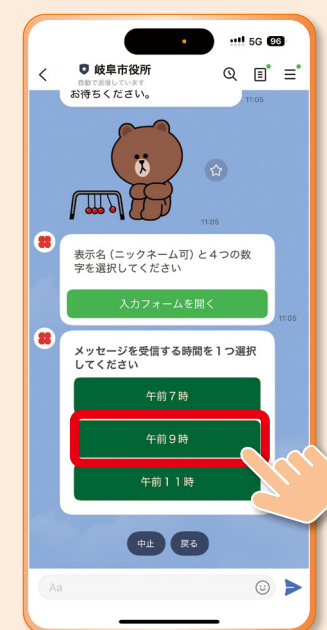 5G 96
岐阜市役所
自動で返信しています
お待ちください。
11:05
11:05
表示名(ニックネーム可)と4つの数
字を選択してください
入力フォームを開く
11:05
メッセージを受信する時間を1つ選択
してください
午前7時
午前9時
午前11時
中止 戻る
Aa